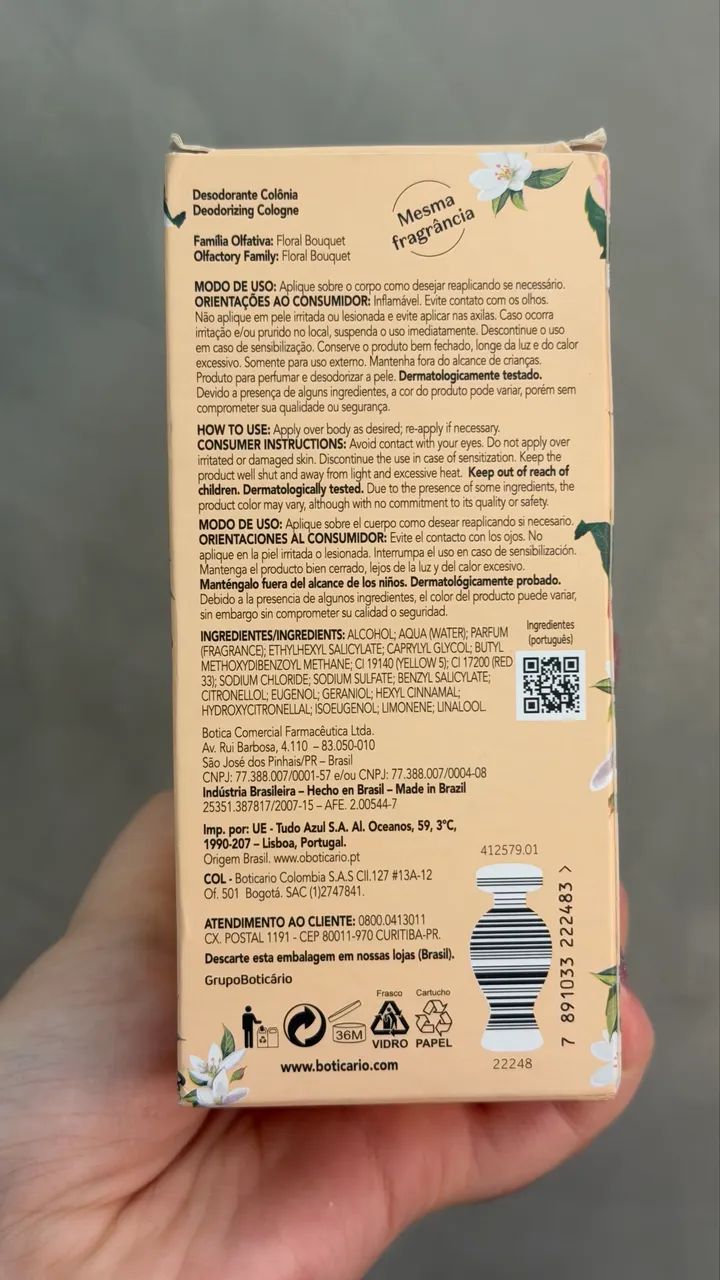 Desodorante Colônia
Deodorizing Cologne
Mesma
fragrância
Família Olfativa: Floral Bouquet
Olfactory Family: Floral Bouquet
MODO DE USO: Aplique sobre o corpo como desejar reaplicando se necessário.
ORIENTAÇÕES AO CONSUMIDOR: Inflamável. Evite contato com os olhos.
Não aplique em pele irritada ou lesionada e evite aplicar nas axilas. Caso ocorra
irritação e/ou prurido no local, suspenda o uso imediatamente. Descontinue o uso
em caso de sensibilização. Conserve o produto bem fechado, longe da luz e do calor
excessivo. Somente para uso externo. Mantenha fora do alcance de crianças.
Produto para perfumar e desodorizar a pele. Dermatologicamente testado.
Devido a presença de alguns ingredientes, a cor do produto pode variar, porém sem
comprometer sua qualidade ou segurança.
HOW TO USE: Apply over body as desired; re-apply if necessary.
CONSUMER INSTRUCTIONS: Avoid contact with your eyes. Do not apply over
irritated or damaged skin. Discontinue the use in case of sensitization. Keep the
product well shut and away from light and excessive heat. Keep out of reach of
children. Dermatologically tested. Due to the presence of some ingredients, the
product color may vary, although with no commitment to its quality or safety.
MODO DE USO: Aplique sobre el cuerpo como desear reaplicando si necesario.
ORIENTACIONES AL CONSUMIDOR: Evite el contacto con los ojos. No
aplique en la piel irritada o lesionada. Interrumpa el uso en caso de sensibilización.
Mantenga el producto bien cerrado, lejos de la luz y del calor excesivo.
Manténgalo fuera del alcance de los niños. Dermatológicamente probado.
Debido a la presencia de algunos ingredientes, el color del producto puede variar,
sin embargo sin comprometer su calidad o seguridad.
Ingredientes
(português)
INGREDIENTES/INGREDIENTS: ALCOHOL; AQUA (WATER); PARFUM
(FRAGRANCE); ETHYLHEXYL SALICYLATE; CAPRYLYL GLYCOL; BUTYL
METHOXYDIBENZOYL METHANE; CI 19140 (YELLOW 5); CI 17200 (RED
33); SODIUM CHLORIDE; SODIUM SULFATE; BENZYL SALICYLATE;
CITRONELLOL; EUGENOL; GERANIOL; HEXYL CINNAMAL;
HYDROXYCITRONELLAL; ISOEUGENOL; LIMONENE; LINALOOL.
Botica Comercial Farmacêutica Ltda.
Av. Rui Barbosa, 4.110 – 83.050-010
São José dos Pinhais/PR – Brasil
CNPJ: 77.388.007/0001-57 e/ou CNPJ: 77.388.007/0004-08
Indústria Brasileira – Hecho en Brasil – Made in Brazil
25351.387817/2007-15 – AFE. 2.00544-7
Imp. por: UE - Tudo Azul S.A. Al. Oceanos, 59, 3ºC,
1990-207 – Lisboa, Portugal.
Origem Brasil. www.oboticario.pt
COL - Boticario Colombia S.A.S Cll.127 #13A-12
Of. 501 Bogotá. SAC (1)2747841.
ATENDIMENTO AO CLIENTE: 0800.0413011
CX. POSTAL 1191 - CEP 80011-970 CURITIBA-PR.
Descarte esta embalagem em nossas lojas (Brasil).
GrupoBoticário
36M
Frasco
VIDRO
Cartucho
PAPEL
www.boticario.com
412579.01
7 891033 222483 >
22248